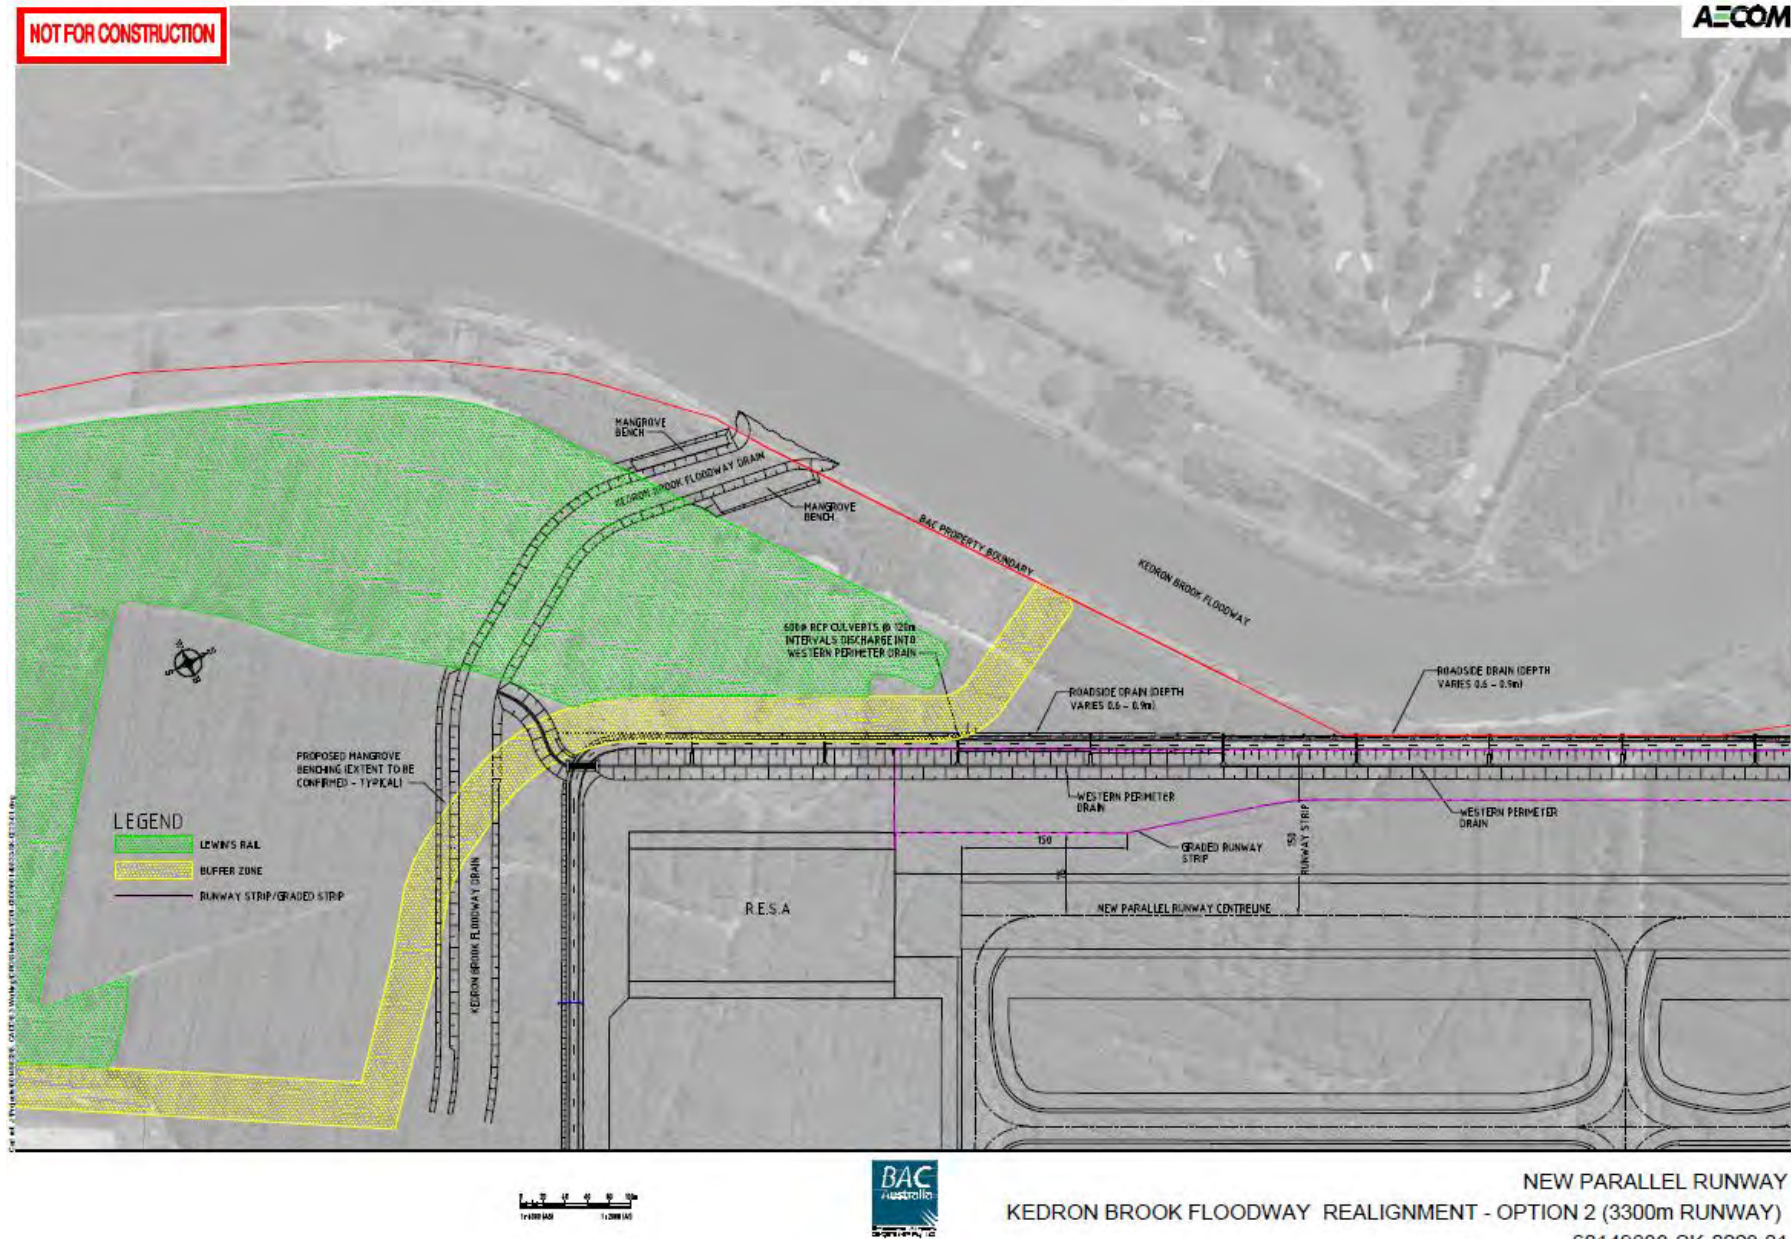 NOT FOR CONSTRUCTION
AECOM
MANGROVE
BENCH
KEDRON BROOK FLOODWAY DRAIN
MANGROVE
BENCH
BAC PROPERTY BOUNDARY
KEDRON BROOK FLOODWAY
600ø RCP CULVERTS @ 120m
INTERVALS DISCHARGE INTO
WESTERN PERIMETER DRAIN
ROADSIDE DRAIN (DEPTH
VARIES 0.6 - 0.9m)
ROADSIDE DRAIN (DEPTH
VARIES 0.6 - 0.9m)
PROPOSED MANGROVE
BENCHING (EXTENT TO BE
CONFIRMED - TYPICAL)
WESTERN PERIMETER
DRAIN
WESTERN PERIMETER
DRAIN
LEGEND
LEWIN'S RAIL
BUFFER ZONE
RUNWAY STRIP/GRADED STRIP
KEDRON BROOK FLOODWAY DRAIN
150
75
GRADED RUNWAY
STRIP
150
RUNWAY STRIP
R.E.S.A
NEW PARALLEL RUNWAY CENTRELINE
BAC
Australia
NEW PARALLEL RUNWAY
KEDRON BROOK FLOODWAY REALIGNMENT - OPTION 2 (3300m RUNWAY)